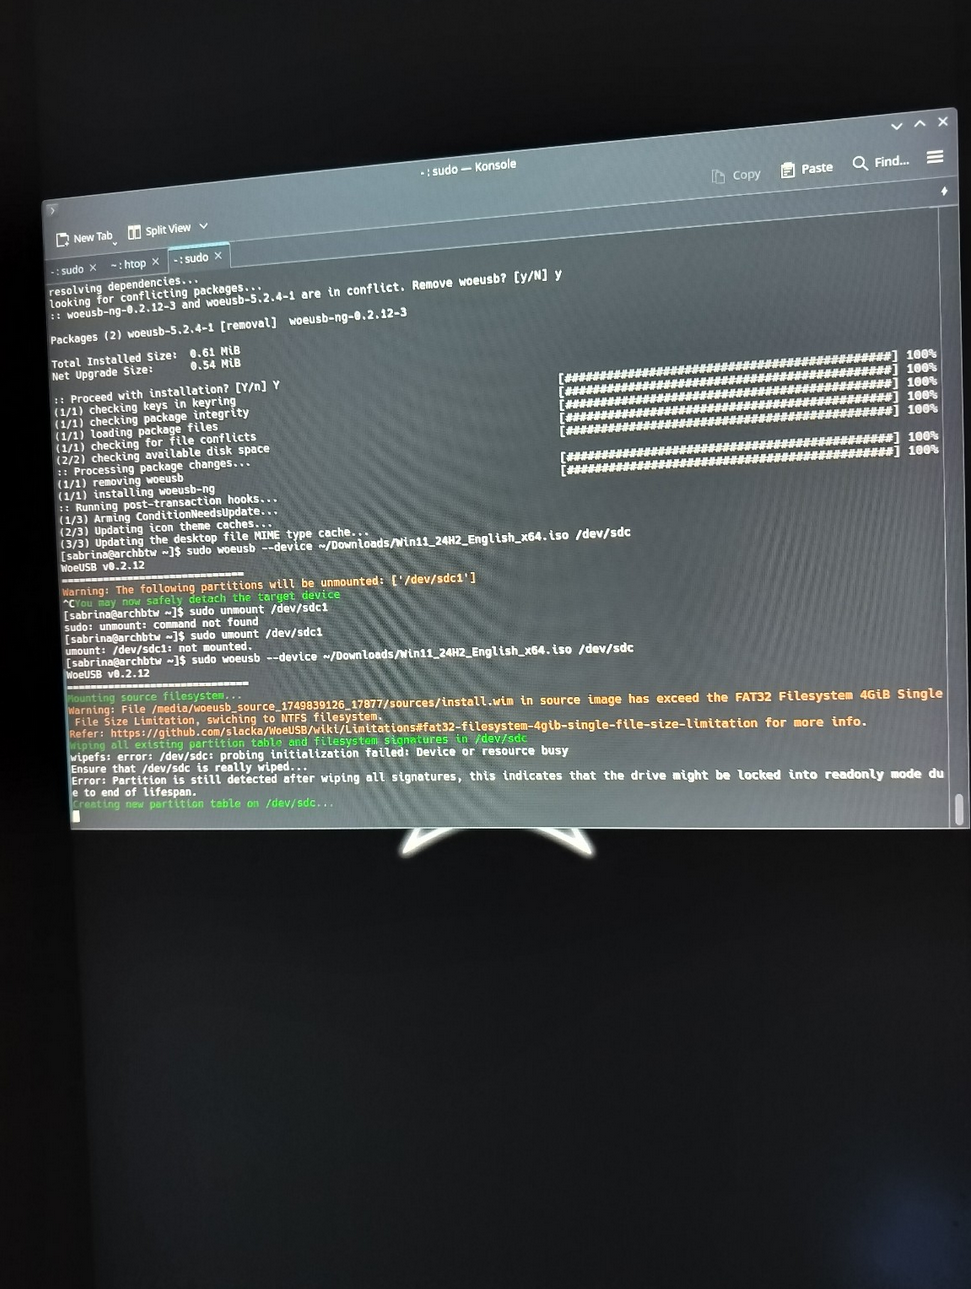 ~ : sudo — Konsole
New Tab
Split View
Copy
Paste
Find...
~ : sudo
~ : htop
~ : sudo
resolving dependencies...
looking for conflicting packages...
:: woeusb-ng-0.2.12-3 and woeusb-5.2.4-1 are in conflict. Remove woeusb? [y/N] y
Packages (2) woeusb-5.2.4-1 [removal]  woeusb-ng-0.2.12-3
Total Installed Size:  0.61 MiB
Net Upgrade Size:      0.54 MiB
:: Proceed with installation? [Y/n] Y
(1/1) checking keys in keyring [########################################] 100%
(1/1) checking package integrity [########################################] 100%
(1/1) loading package files [########################################] 100%
(1/1) checking for file conflicts [########################################] 100%
(2/2) checking available disk space [########################################] 100%
:: Processing package changes...
(1/1) removing woeusb [########################################] 100%
(1/1) installing woeusb-ng [########################################] 100%
:: Running post-transaction hooks...
(1/3) Arming ConditionNeedsUpdate...
(2/3) Updating icon theme caches...
(3/3) Updating the desktop file MIME type cache...
[sabrina@archbtw ~]$ sudo woeusb --device ~/Downloads/Win11_24H2_English_x64.iso /dev/sdc
WoeUSB v0.2.12
==============================
Warning: The following partitions will be unmounted: ['/dev/sdc1']
^CYou may now safely detach the target device
[sabrina@archbtw ~]$ sudo unmount /dev/sdc1
sudo: unmount: command not found
[sabrina@archbtw ~]$ sudo umount /dev/sdc1
umount: /dev/sdc1: not mounted.
[sabrina@archbtw ~]$ sudo woeusb --device ~/Downloads/Win11_24H2_English_x64.iso /dev/sdc
WoeUSB v0.2.12
==============================
Mounting source filesystem...
Warning: File /media/woeusb_source_1749839126_17877/sources/install.wim in source image has exceed the FAT32 Filesystem 4GiB Single
 File Size Limitation, swiching to NTFS filesystem.
Refer: https://github.com/slacka/WoeUSB/wiki/Limitations#fat32-filesystem-4gib-single-file-size-limitation for more info.
Wiping all existing partition table and filesystem signatures in /dev/sdc
wipefs: error: /dev/sdc: probing initialization failed: Device or resource busy
Ensure that /dev/sdc is really wiped...
Error: Partition is still detected after wiping all signatures, this indicates that the drive might be locked into readonly mode du
e to end of lifespan.
Creating new partition table on /dev/sdc...